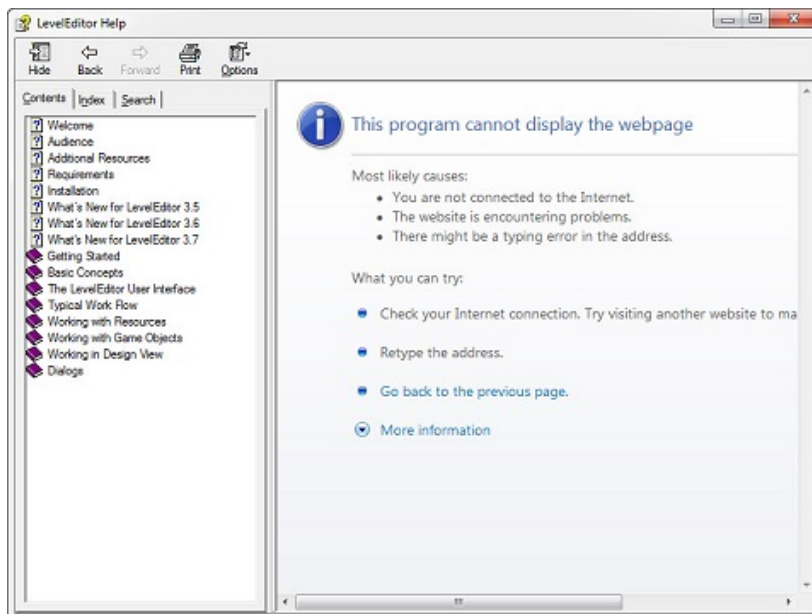 LevelEditor Help
Hide Back Forward Print Options
Contents Index Search
Welcome
Audience
Additional Resources
Requirements
Installation
What's New for LevelEditor 3.5
What's New for LevelEditor 3.6
What's New for LevelEditor 3.7
Getting Started
Basic Concepts
The LevelEditor User Interface
Typical Work Flow
Working with Resources
Working with Game Objects
Working in Design View
Dialogs
This program cannot display the webpage
Most likely causes:
• You are not connected to the Internet.
• The website is encountering problems.
• There might be a typing error in the address.
What you can try:
Check your Internet connection. Try visiting another website to ma
Retype the address.
Go back to the previous page.
More information